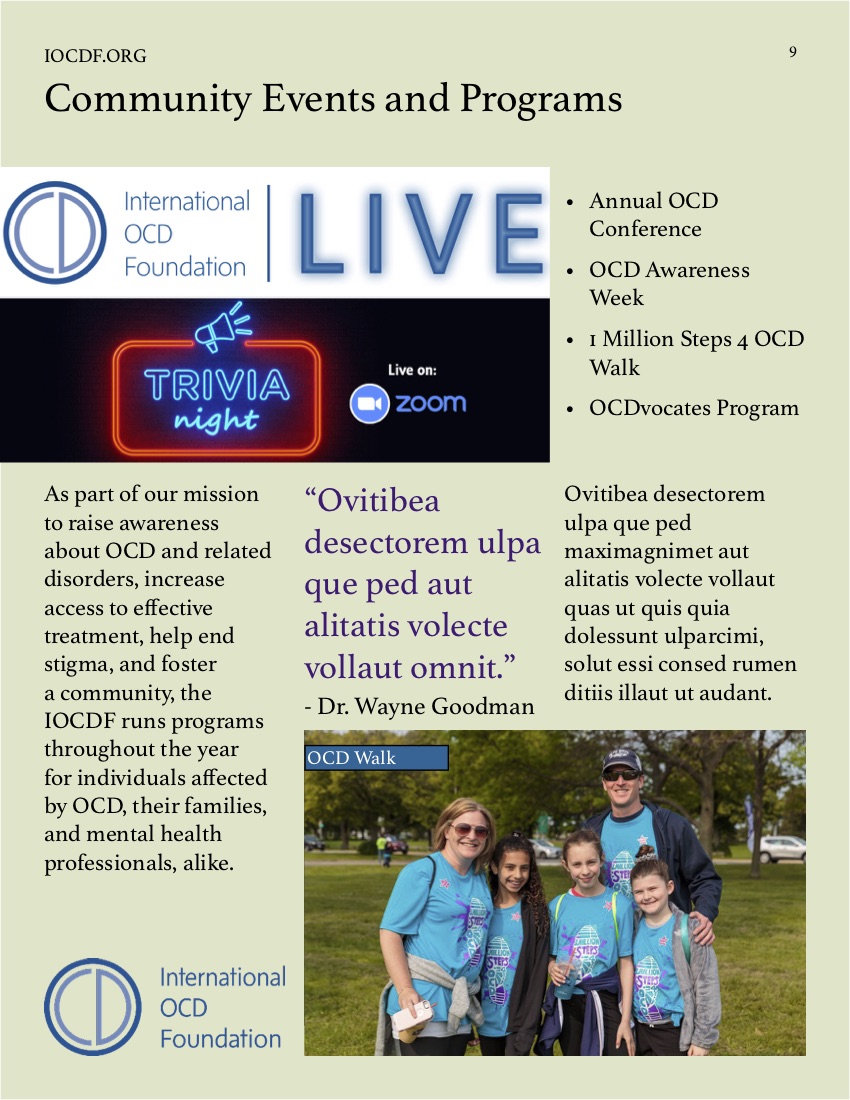 IOCDF.ORG
9
Community Events and Programs
International
OCD
Foundation
LIVE
TRIVIA
night
Live on:
zoom
• Annual OCD
Conference
• OCD Awareness
Week
• 1 Million Steps 4 OCD
Walk
• OCDvocates Program
As part of our mission
to raise awareness
about OCD and related
disorders, increase
access to effective
treatment, help end
stigma, and foster
a community, the
IOCDF runs programs
throughout the year
for individuals affected
by OCD, their families,
and mental health
professionals, alike.
“Ovitibea
desectorem ulpa
que ped aut
alitatis volecte
vollaut omnit.”
- Dr. Wayne Goodman
Ovitibea desectorem
ulpa que ped
maximagnimet aut
alitatis volecte vollaut
quas ut quis quia
dolessunt ulparcimi,
solut essi consed rumen
ditiis illaut ut audant.
OCD Walk
International
OCD
Foundation